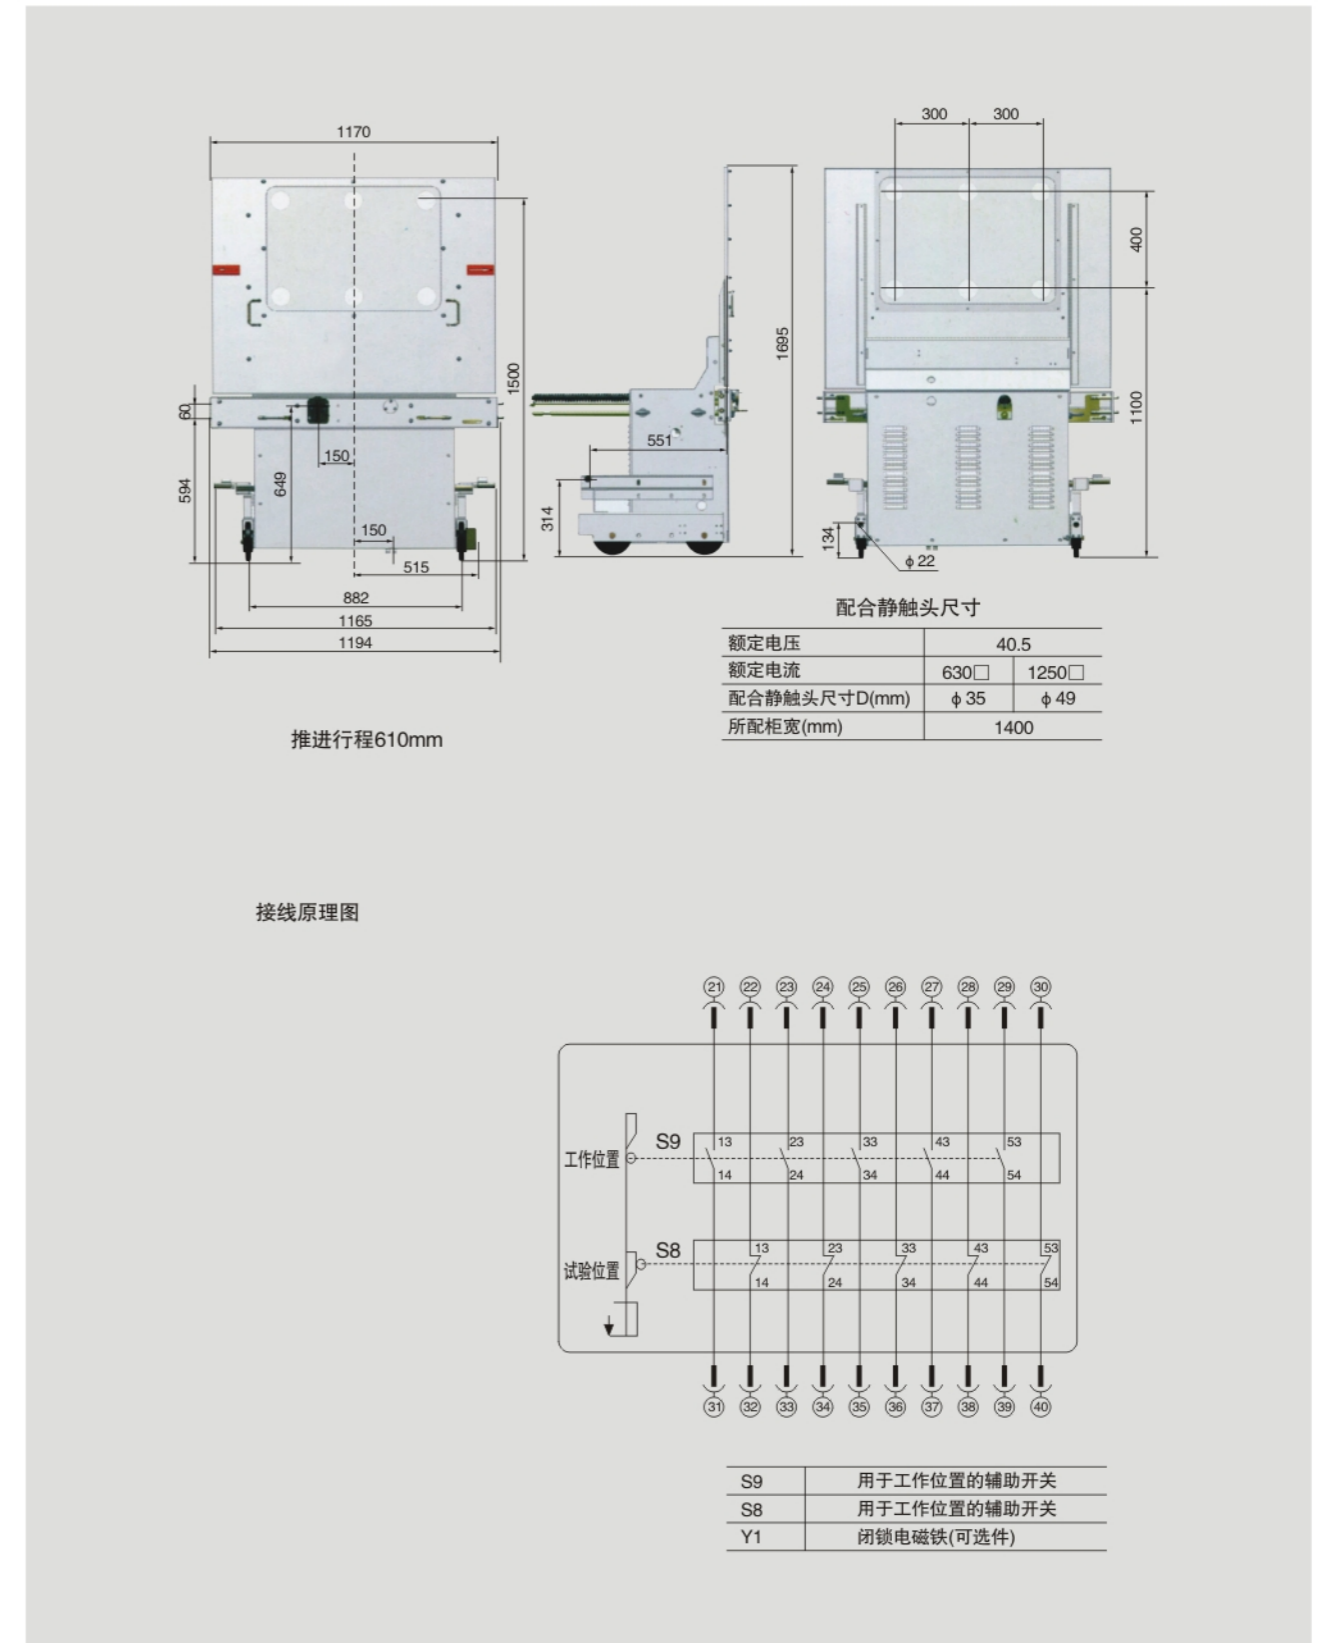 300 300
1170
400
1695
1500
1100
60
551
150
649
594
314
150
134
515
φ22
882
1165
1194
配合静触头尺寸
额定电压 40.5
额定电流 630□ 1250□
配合静触头尺寸D(mm) φ35 φ49
所配柜宽(mm) 1400
推进行程610mm
接线原理图
21 22 23 24 25 26 27 28 29 30
S9 13 23 33 43 53
工作位置
14 24 34 44 54
S8 13 23 33 43 53
试验位置
14 24 34 44 54
31 32 33 34 35 36 37 38 39 40
S9 用于工作位置的辅助开关
S8 用于工作位置的辅助开关
Y1 闭锁电磁铁(可选件)